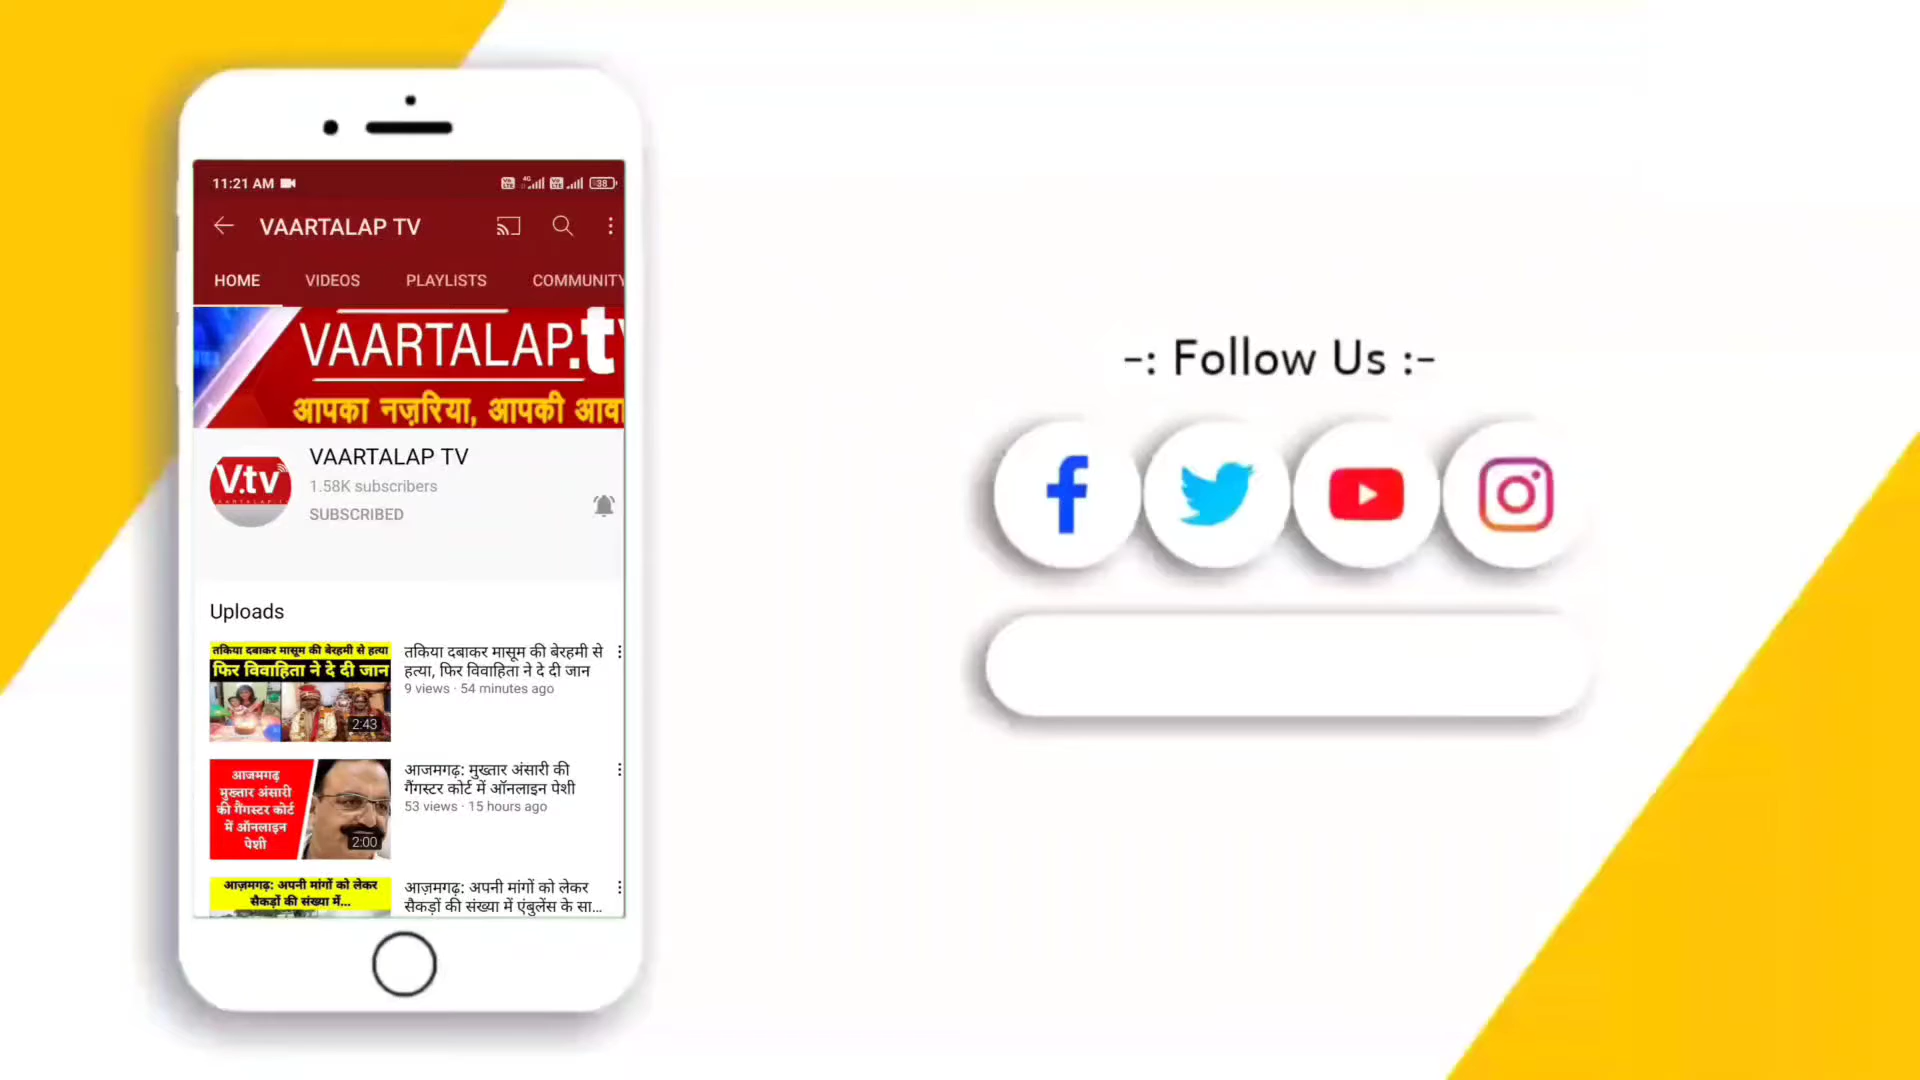 11:21 AM
4G
38
VAARTALAP TV
HOME VIDEOS PLAYLISTS COMMUNITY
VAARTALAP.tv
आपका नज़रिया, आपकी आवा
V.tv
VAARTALAP TV
1.58K subscribers
SUBSCRIBED
Uploads
तकिया दबाकर मासूम की बेरहमी से हत्या
फिर विवाहिता ने दे दी जान
2:43
तकिया दबाकर मासूम की बेरहमी से
हत्या, फिर विवाहिता ने दे दी जान
9 views · 54 minutes ago
आजमगढ़
मुख्तार अंसारी
की गैंगस्टर कोर्ट
में ऑनलाइन
पेशी
2:00
आजमगढ़: मुख्तार अंसारी की
गैंगस्टर कोर्ट में ऑनलाइन पेशी
53 views · 15 hours ago
आज़मगढ़: अपनी मांगों को लेकर
सैकड़ों की संख्या में...
आज़मगढ़: अपनी मांगों को लेकर
सैकड़ों की संख्या में एंबुलेंस के सा...
-: Follow Us :-